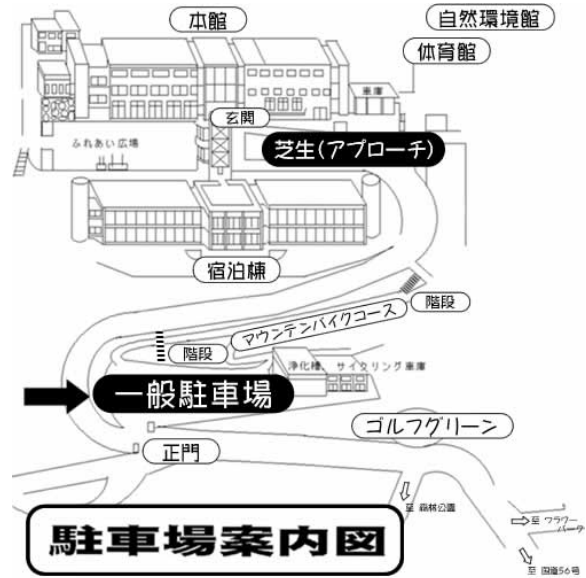 本館
自然環境館
体育館
車庫
玄関
ふれあい広場
芝生(アプローチ)
宿泊棟
階段
マウンテンバイクコース
階段
浄化槽、サイクリング車庫
一般駐車場
ゴルフグリーン
正門
至 森林公園
至 フラワーパーク
至 国道56号
駐車場案内図